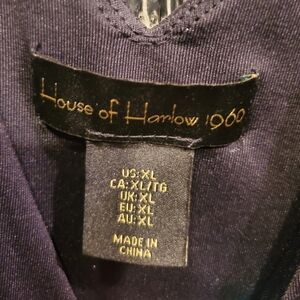 House of Harlow 1960
US: XL
CA: XL/TG
UK: XL
EU: XL
AU: XL
MADE IN
CHINA